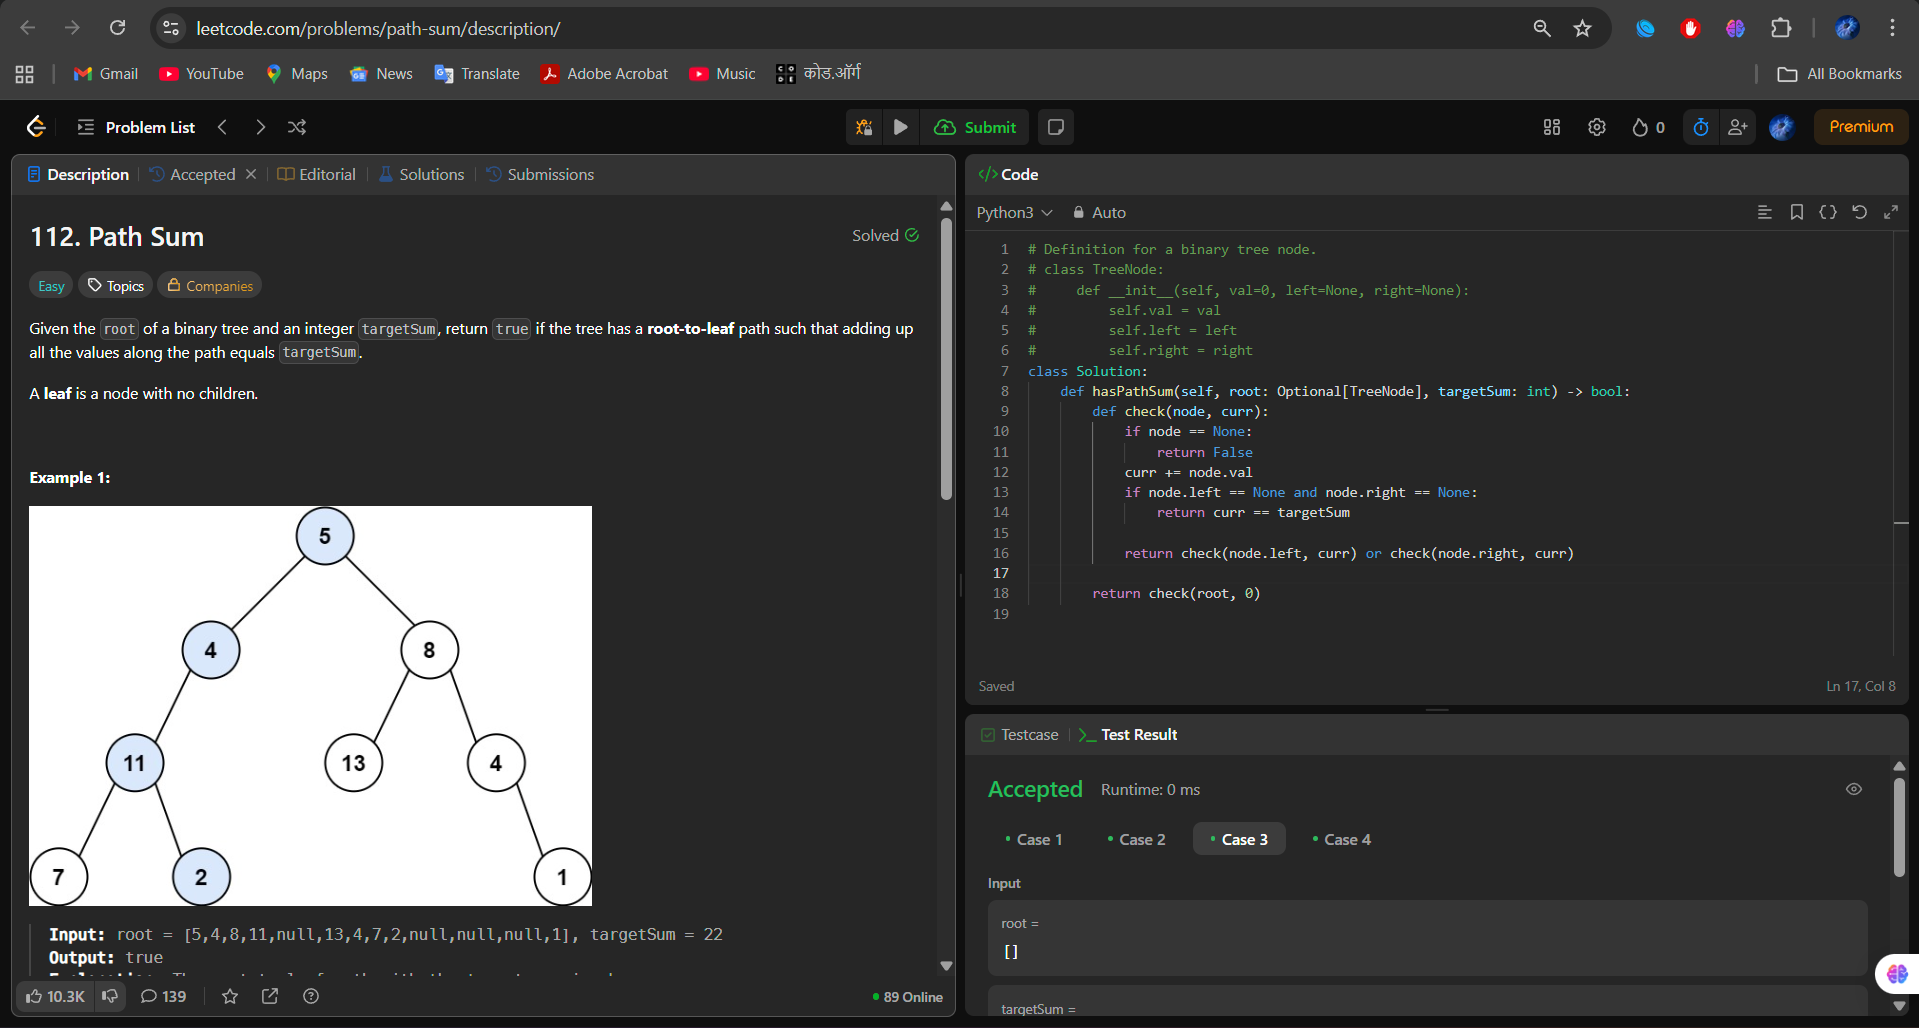 leetcode.com/problems/path-sum/description/
Gmail YouTube Maps News Translate Adobe Acrobat Music कोड.ऑर्ग All Bookmarks
Problem List Submit 0 Premium
Description Accepted Editorial Solutions Submissions
112. Path Sum
Solved
Easy Topics Companies
Given the root of a binary tree and an integer targetSum, return true if the tree has a root-to-leaf path such that adding up
all the values along the path equals targetSum.
A leaf is a node with no children.
Example 1:
5
4 8
11 13 4
7 2 1
Input: root = [5,4,8,11,null,13,4,7,2,null,null,null,1], targetSum = 22
Output: true
10.3K 139 89 Online
Code
Python3 Auto
1 # Definition for a binary tree node.
2 # class TreeNode:
3 #     def __init__(self, val=0, left=None, right=None):
4 #         self.val = val
5 #         self.left = left
6 #         self.right = right
7 class Solution:
8     def hasPathSum(self, root: Optional[TreeNode], targetSum: int) -> bool:
9         def check(node, curr):
10             if node == None:
11                 return False
12             curr += node.val
13             if node.left == None and node.right == None:
14                 return curr == targetSum
15
16             return check(node.left, curr) or check(node.right, curr)
17
18         return check(root, 0)
19
Saved Ln 17, Col 8
Testcase Test Result
Accepted Runtime: 0 ms
Case 1 Case 2 Case 3 Case 4
Input
root =
[]
targetSum =